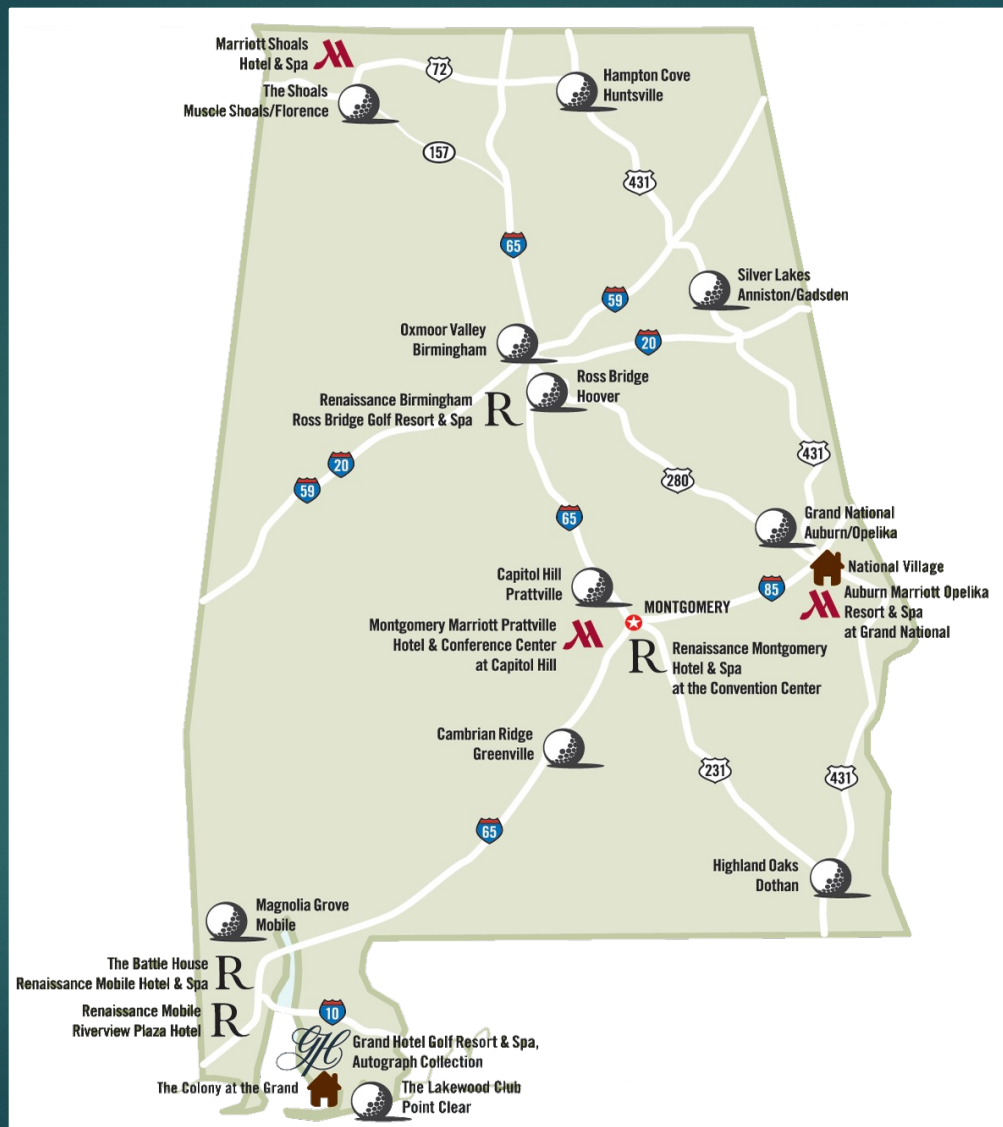 Marriott Shoals
Hotel & Spa
72
The Shoals
Muscle Shoals/Florence
Hampton Cove
Huntsville
157
431
65
Silver Lakes
Anniston/Gadsden
59
Oxmoor Valley
Birmingham
20
Ross Bridge
Hoover
Renaissance Birmingham
Ross Bridge Golf Resort & Spa
R
20
59
431
280
65
Grand National
Auburn/Opelika
National Village
Capitol Hill
Prattville
85
Auburn Marriott Opelika
Resort & Spa
at Grand National
MONTGOMERY
Montgomery Marriott Prattville
Hotel & Conference Center
at Capitol Hill
R
Renaissance Montgomery
Hotel & Spa
at the Convention Center
Cambrian Ridge
Greenville
231
431
65
Highland Oaks
Dothan
Magnolia Grove
Mobile
The Battle House
Renaissance Mobile Hotel & Spa
R
Renaissance Mobile
Riverview Plaza Hotel
R
10
GH
Grand Hotel Golf Resort & Spa,
Autograph Collection
The Colony at the Grand
The Lakewood Club
Point Clear